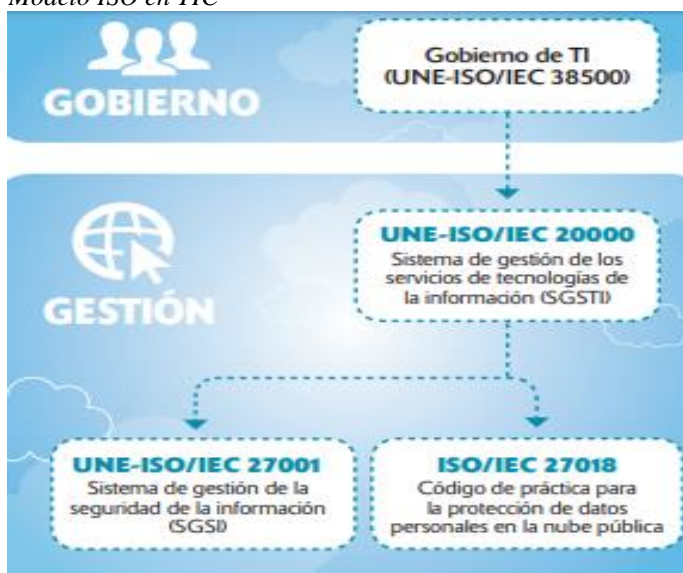 Modelo ISO en TIC
GOBIERNO
Gobierno de TI
(UNE-ISO/IEC 38500)
GESTIÓN
UNE-ISO/IEC 20000
Sistema de gestión de los
servicios de tecnologías de
la información (SGSTI)
UNE-ISO/IEC 27001
Sistema de gestión de la
seguridad de la información
(SGSI)
ISO/IEC 27018
Código de práctica para
la protección de datos
personales en la nube pública